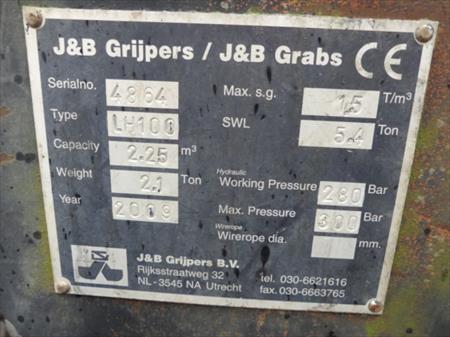 J&B Grijpers / J&B Grabs CE
Serialno. 4864
Type LH100
Capacity 2.25 m³
Weight 2.1 Ton
Year 2009
Max. s.g. 1.5 T/m³
SWL 5.4 Ton
Hydraulic
Working Pressure 280 Bar
Max. Pressure 300 Bar
Wirerope
Wirerope dia. mm.
J&B Grijpers B.V.
Rijksstraatweg 32
NL - 3545 NA Utrecht
tel. 030-6621616
fax. 030-6663765